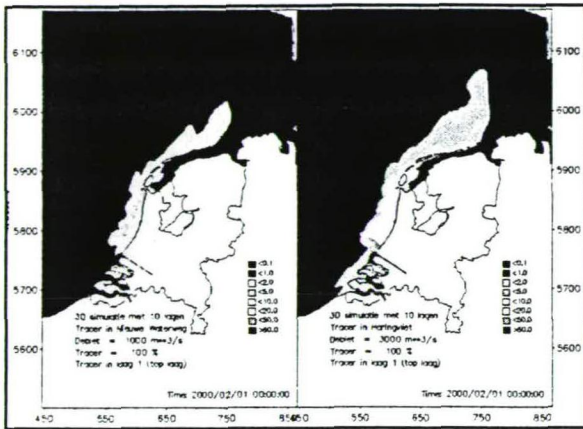 6100
6000
5900
5800
5700
5600
<0.1
<1.0
<2.0
<5.0
<10.0
<20.0
<50.0
>60.0
3D simulatie met 10 lagen
Tracer in Nieuwe Waterweg
Debiet = 1000 m**3/s
Tracer = 100 %
Tracer in laag 1 (top laag)
Time: 2000/02/01 00:00:00
450 550 650 750 850
6100
6000
5900
5800
5700
5600
<0.1
<1.0
<2.0
<5.0
<10.0
<20.0
<50.0
>60.0
3D simulatie met 10 lagen
Tracer in Haringvliet
Debiet = 3000 m**3/s
Tracer = 100 %
Tracer in laag 1 (top laag)
Time: 2000/02/01 00:00:00
550 650 750 850